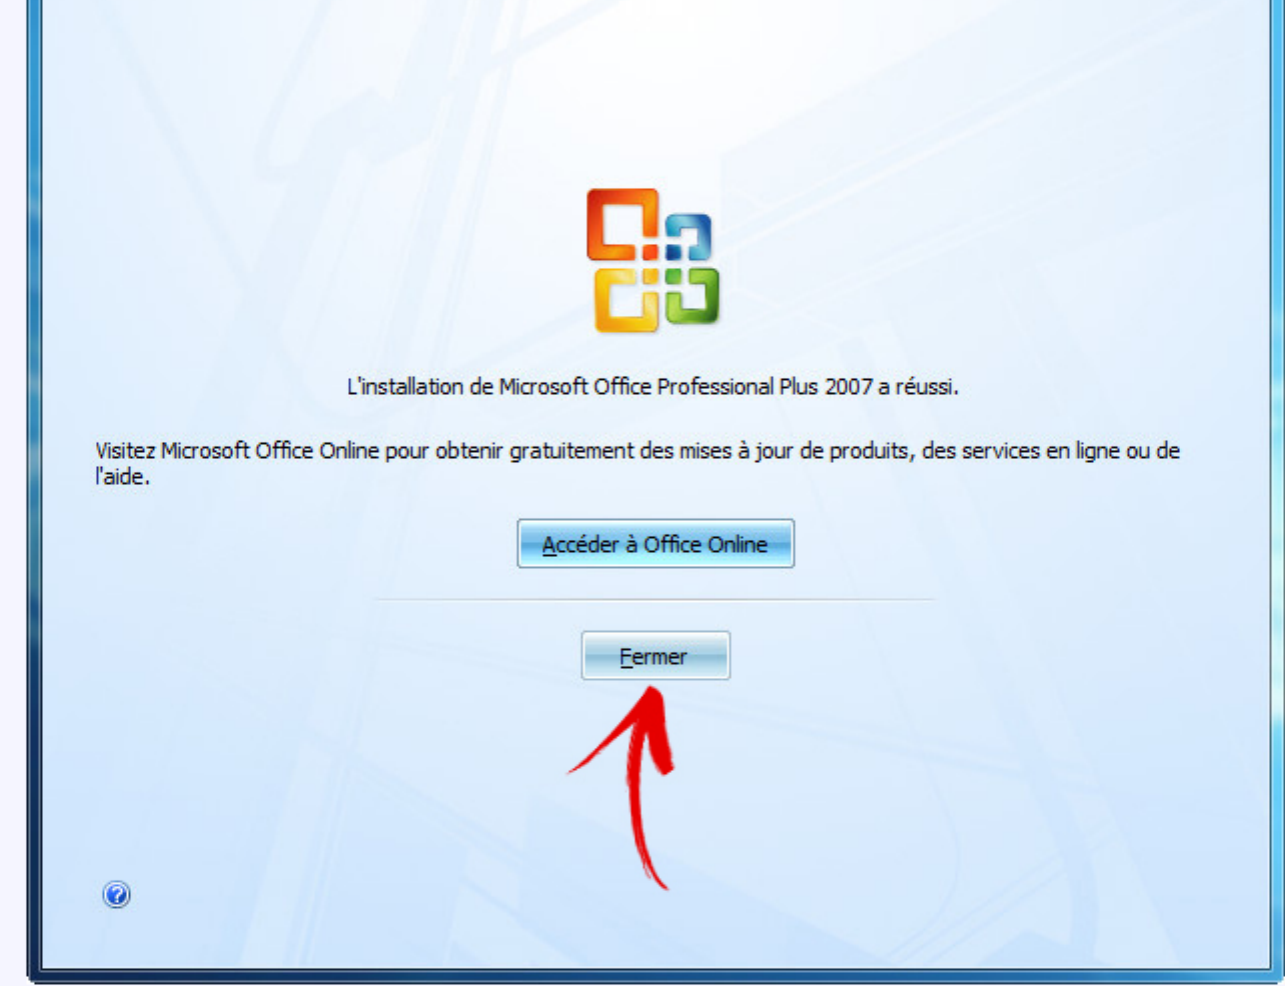 L'installation de Microsoft Office Professional Plus 2007 a réussi.
Visitez Microsoft Office Online pour obtenir gratuitement des mises à jour de produits, des services en ligne ou de
l'aide.
Accéder à Office Online
Fermer
?